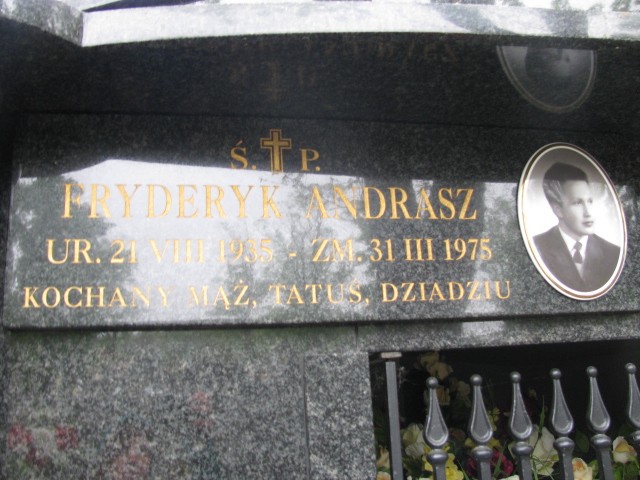 Ś. P.
FRYDERYK ANDRASZ
UR. 21 VIII 1935 - ZM. 31 III 1975
KOCHANY MĄŻ, TATUŚ, DZIADZIU